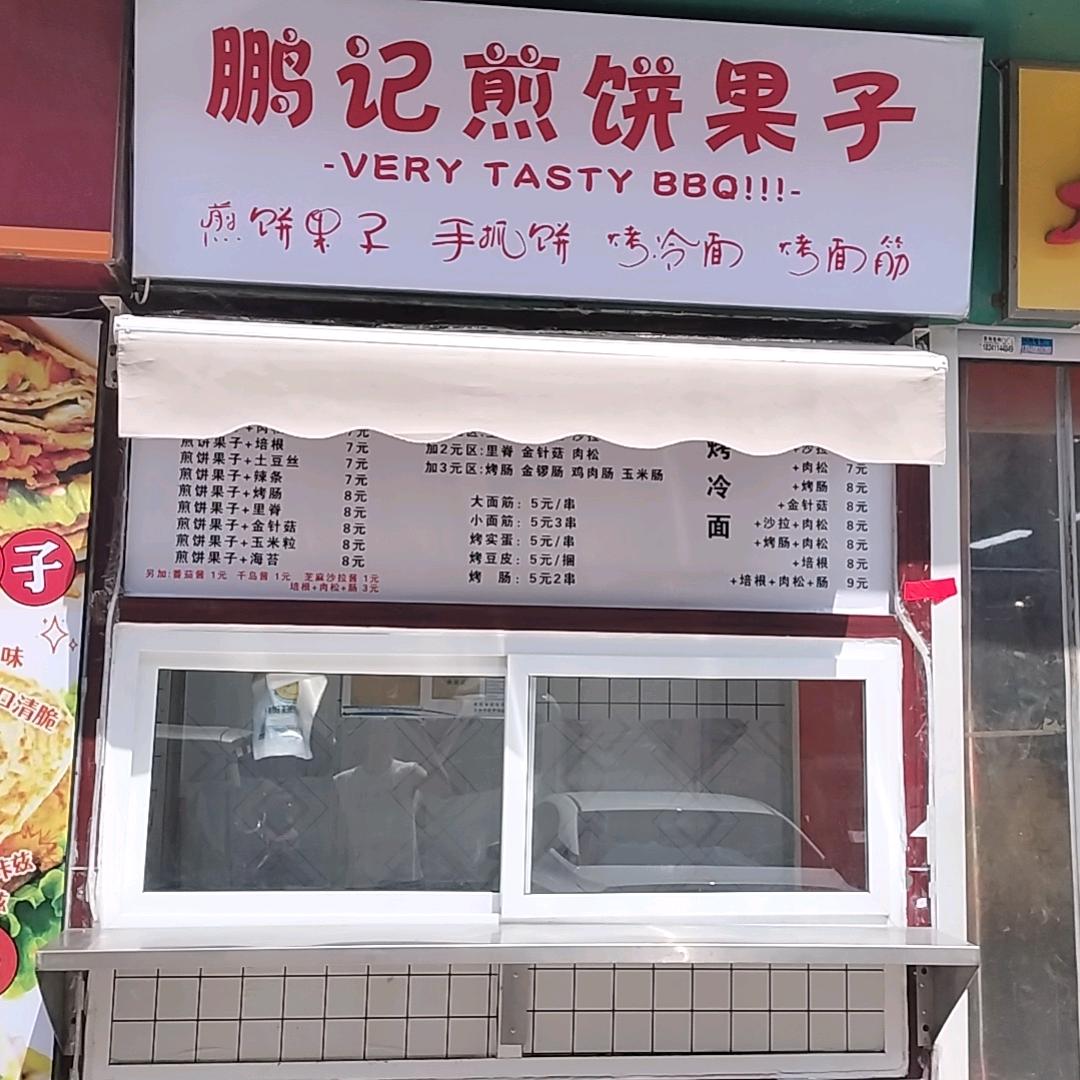 鹏记煎饼果子
-VERY TASTY BBQ!!!-
煎饼果子 手抓饼 烤冷面 烤面筋
煎饼果子+培根 7元
煎饼果子+土豆丝 7元
煎饼果子+辣条 7元
煎饼果子+烤肠 8元
煎饼果子+里脊 8元
煎饼果子+金针菇 8元
煎饼果子+玉米粒 8元
煎饼果子+海苔 8元
另加:番茄酱 1元 千岛酱 1元 芝麻沙拉酱 1元
培根+肉松+肠 3元
加2元区:里脊 金针菇 肉松
加3元区:烤肠 金锣肠 鸡肉肠 玉米肠
大面筋: 5元/串
小面筋: 5元3串
烤实蛋: 5元/串
烤豆皮: 5元/捆
烤 肠: 5元2串
烤冷面
+沙拉
+肉松 7元
+烤肠 8元
+金针菇 8元
+沙拉+肉松 8元
+烤肠+肉松 8元
+培根 8元
+培根+肉松+肠 9元
子
味
口清脆